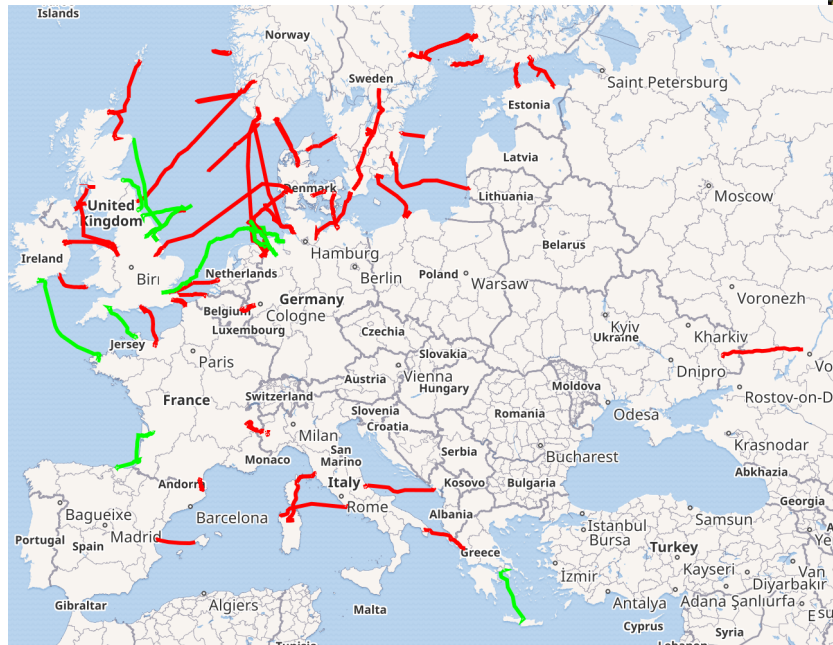 Islands
Norway
Sweden
Saint Petersburg
Estonia
Latvia
Denmark
Lithuania
Moscow
United
Kingdom
Hamburg
Belarus
Ireland
Netherlands
Berlin
Poland
Warsaw
Voronezh
Germany
Belgium
Cologne
Luxembourg
Czechia
Kyiv
Ukraine
Kharkiv
Jersey
Paris
Slovakia
Dnipro
Austria
Vienna
Hungary
Moldova
Rostov-on-D
France
Switzerland
Slovenia
Croatia
Romania
Odesa
Milan
San
Marino
Serbia
Bucharest
Krasnodar
Monaco
Abkhazia
Italy
Kosovo
Bulgaria
Georgia
Rome
Bagueixe
Barcelona
Albania
Istanbul
Samsun
Portugal
Spain
Madrid
Bursa
Turkey
Greece
Kayseri
Van
İzmir
Diyarbakır
Gibraltar
Algiers
Malta
Antalya
Adana
Şanlıurfa
Cyprus
Syria